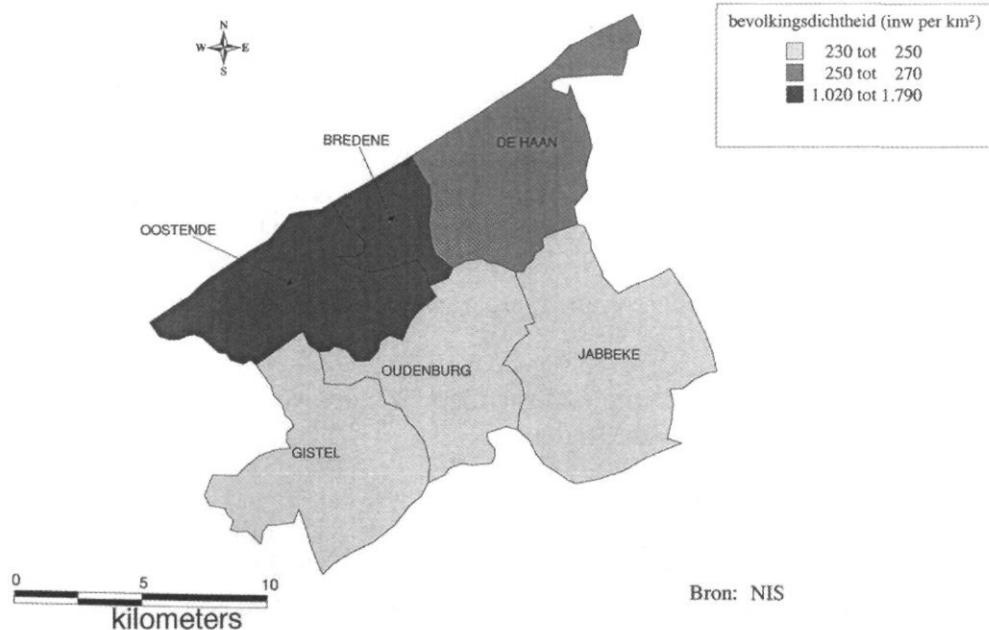 bevolkingsdichtheid (inw per km²)
230 tot 250
250 tot 270
1.020 tot 1.790
N
W E
S
BREDENE
DE HAAN
OOSTENDE
JABBEKE
OUDENBURG
GISTEL
0 5 10
kilometers
Bron: NIS